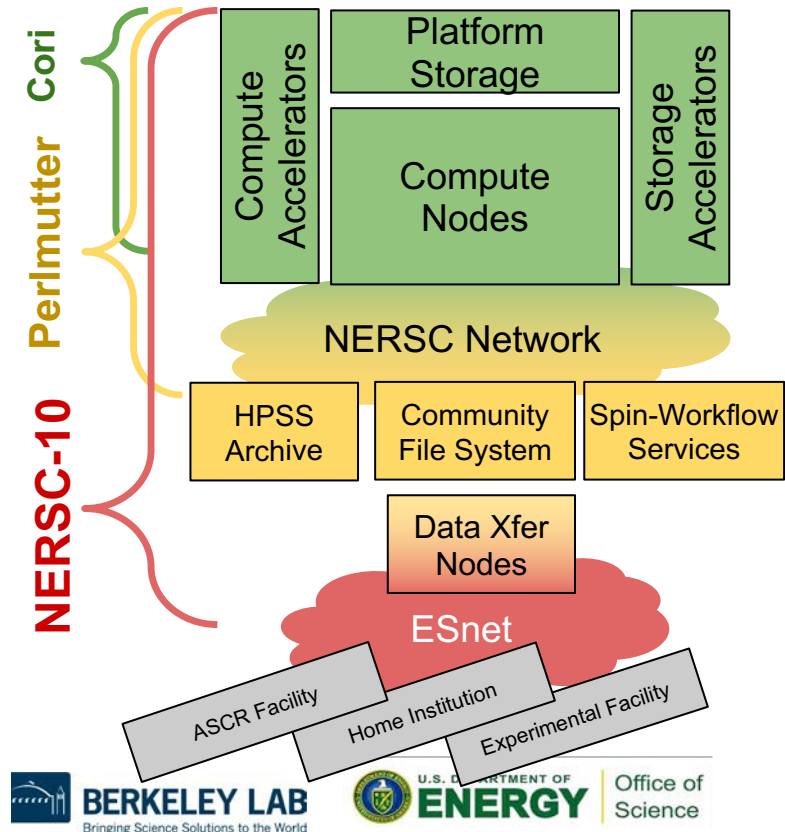 Cori
Perlmutter
NERSC-10
Compute
Accelerators
Platform
Storage
Compute
Nodes
Storage
Accelerators
NERSC Network
HPSS
Archive
Community
File System
Spin-Workflow
Services
Data Xfer
Nodes
ESnet
ASCR Facility
Home Institution
Experimental Facility
BERKELEY LAB
Bringing Science Solutions to the World
U.S. DEPARTMENT OF
ENERGY
Office of
Science